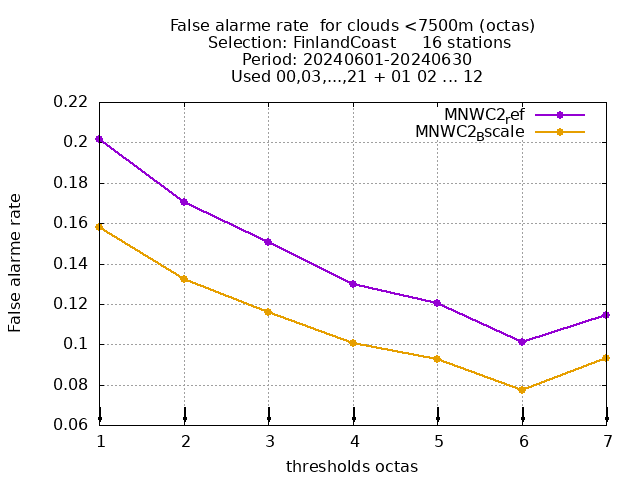 False alarme rate  for clouds <7500m (octas)
Selection: FinlandCoast     16 stations
Period: 20240601-20240630
Used 00,03,...,21 + 01 02 ... 12
MNWC2ref
MNWC2Bscale
False alarme rate
0.22
0.2
0.18
0.16
0.14
0.12
0.1
0.08
0.06
1 2 3 4 5 6 7
thresholds octas